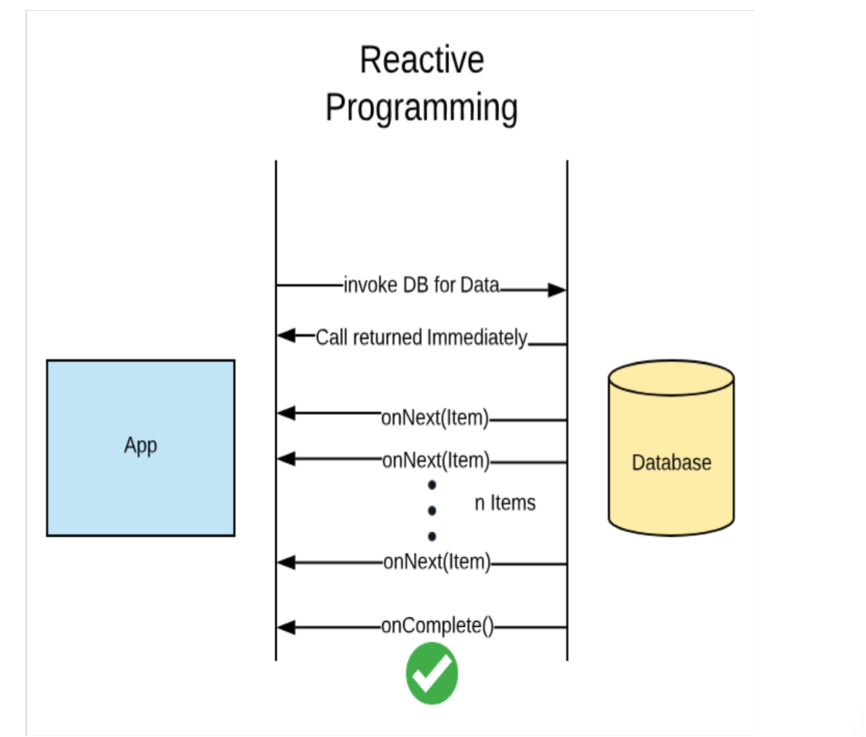 Reactive
Programming
invoke DB for Data
Call returned Immediately
onNext(Item)
App
onNext(Item)
Database
n Items
onNext(Item)
onComplete()